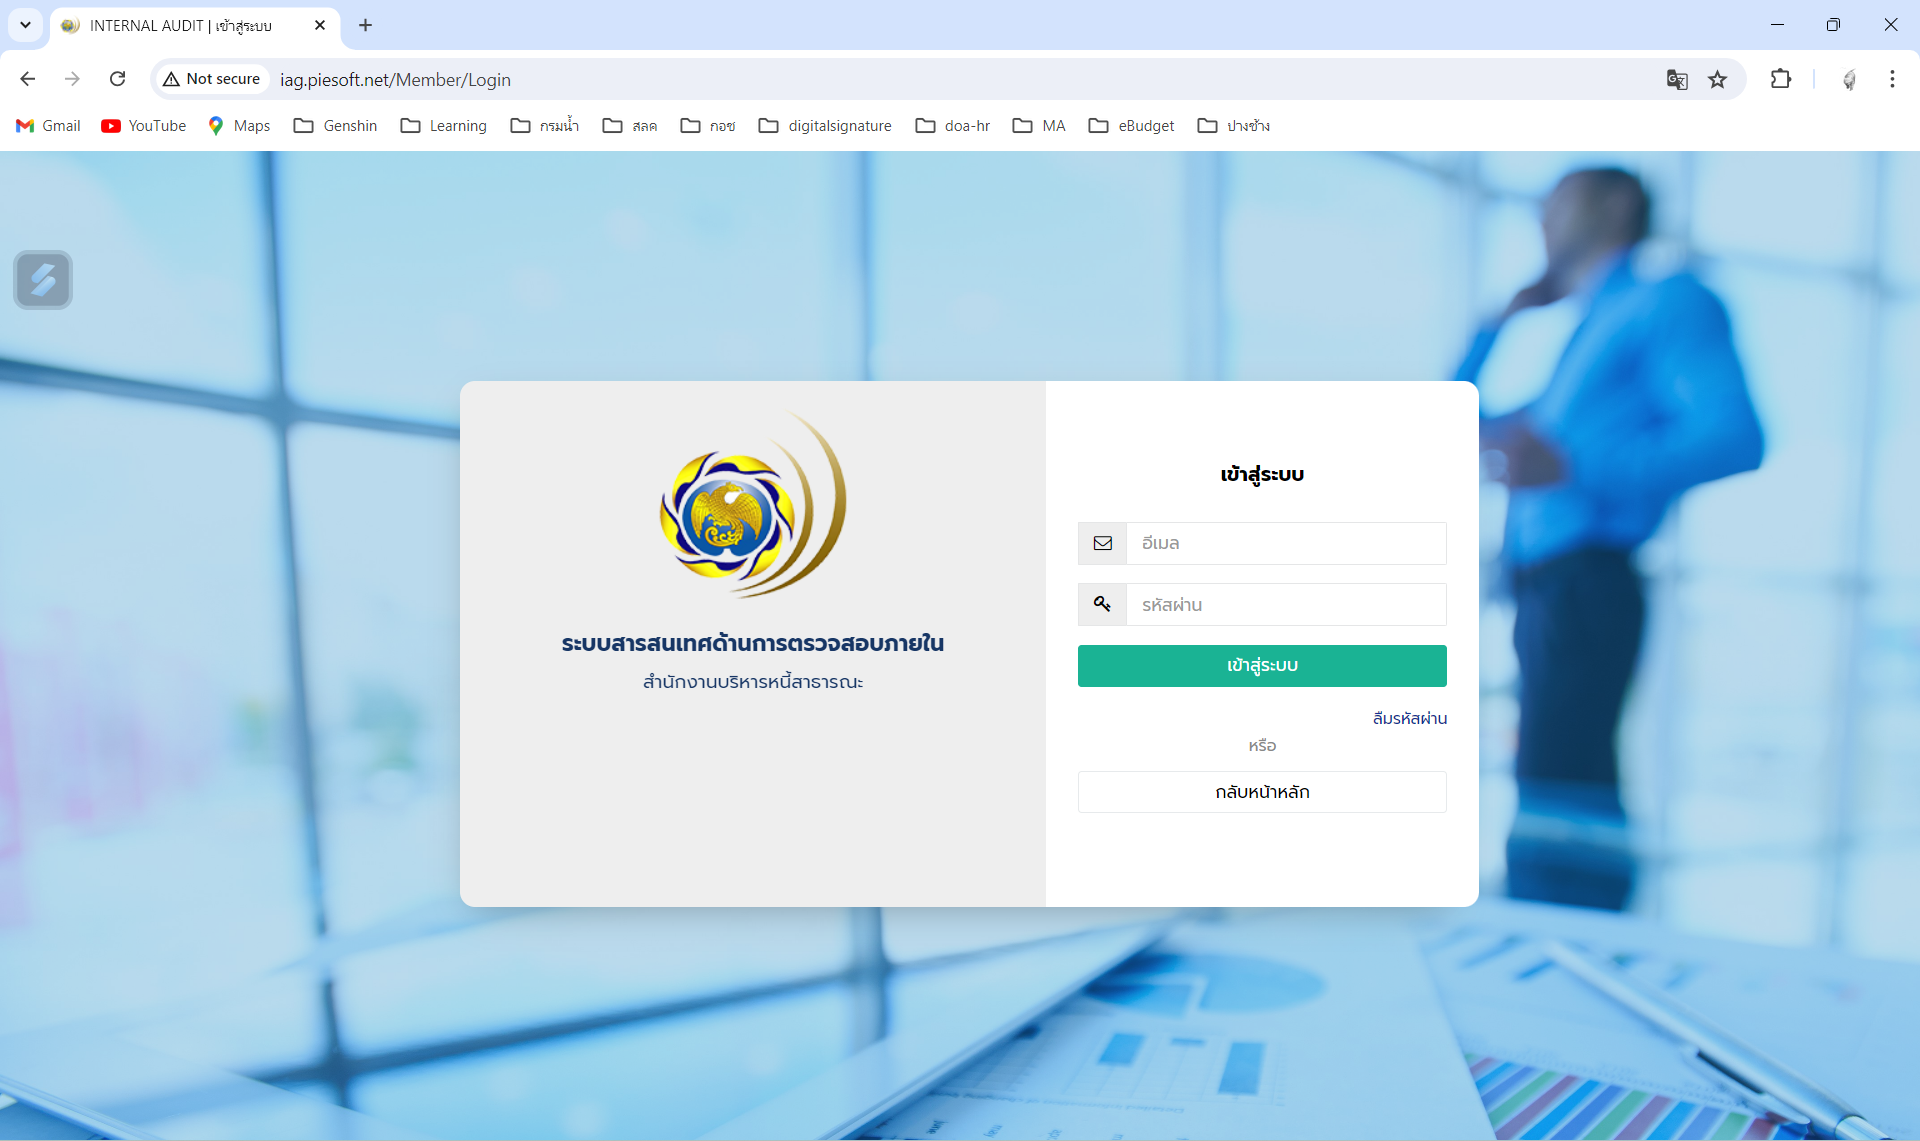 INTERNAL AUDIT | เข้าสู่ระบบ
Not secure
iag.piesoft.net/Member/Login
Gmail
YouTube
Maps
Genshin
Learning
กรมน้ำ
สลค
กอช
digitalsignature
doa-hr
MA
eBudget
ปางช้าง
ระบบสารสนเทศด้านการตรวจสอบภายใน
สำนักงานบริหารหนี้สาธารณะ
เข้าสู่ระบบ
อีเมล
รหัสผ่าน
เข้าสู่ระบบ
ลืมรหัสผ่าน
หรือ
กลับหน้าหลัก